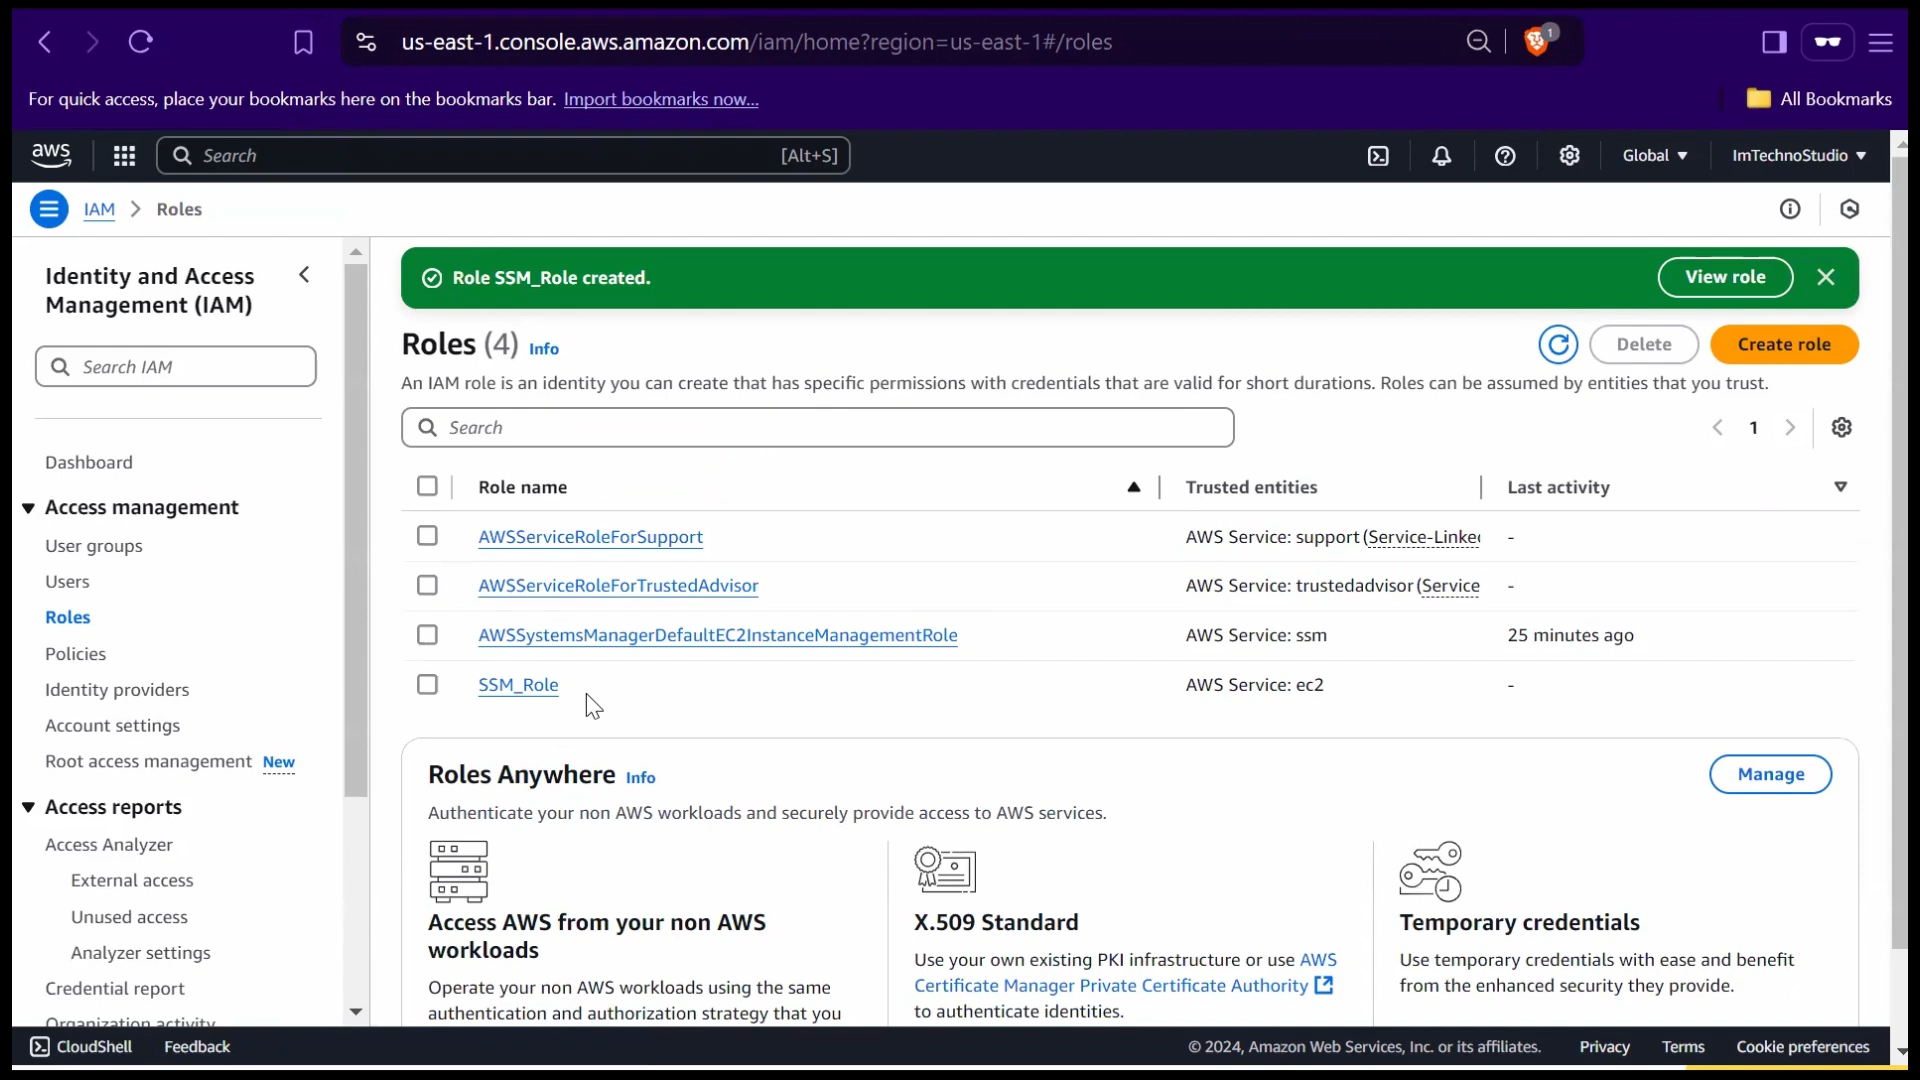 us-east-1.console.aws.amazon.com/iam/home?region=us-east-1#/roles
1
For quick access, place your bookmarks here on the bookmarks bar. Import bookmarks now...
All Bookmarks
aws
Search
[Alt+S]
Global
ImTechnoStudio
IAM
Roles
Identity and Access
Management (IAM)
Search IAM
Dashboard
Access management
User groups
Users
Roles
Policies
Identity providers
Account settings
Root access management New
Access reports
Access Analyzer
External access
Unused access
Analyzer settings
Credential report
Organization activity
Role SSM_Role created.
View role
Roles (4) Info
Delete
Create role
An IAM role is an identity you can create that has specific permissions with credentials that are valid for short durations. Roles can be assumed by entities that you trust.
Search
1
Role name
Trusted entities
Last activity
AWSServiceRoleForSupport
AWS Service: support (Service-Linked
-
AWSServiceRoleForTrustedAdvisor
AWS Service: trustedadvisor (Service
-
AWSSystemsManagerDefaultEC2InstanceManagementRole
AWS Service: ssm
25 minutes ago
SSM_Role
AWS Service: ec2
-
Roles Anywhere Info
Manage
Authenticate your non AWS workloads and securely provide access to AWS services.
Access AWS from your non AWS
workloads
Operate your non AWS workloads using the same
authentication and authorization strategy that you
X.509 Standard
Use your own existing PKI infrastructure or use AWS
Certificate Manager Private Certificate Authority
to authenticate identities.
Temporary credentials
Use temporary credentials with ease and benefit
from the enhanced security they provide.
CloudShell
Feedback
© 2024, Amazon Web Services, Inc. or its affiliates.
Privacy
Terms
Cookie preferences